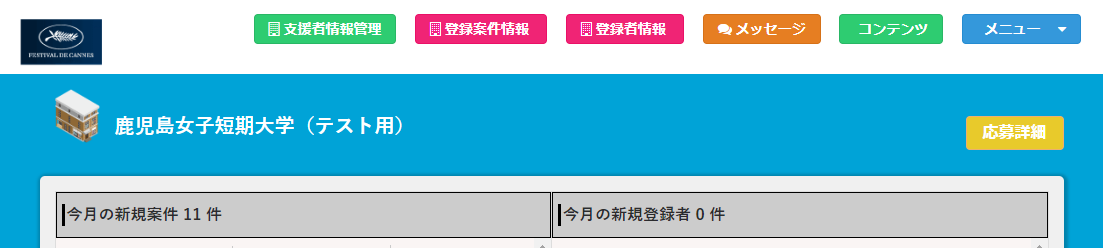 FESTIVAL DE CANNES
支援者情報管理
登録案件情報
登録者情報
メッセージ
コンテンツ
メニュー
鹿児島女子短期大学（テスト用）
応募詳細
今月の新規案件 11 件
今月の新規登録者 0 件